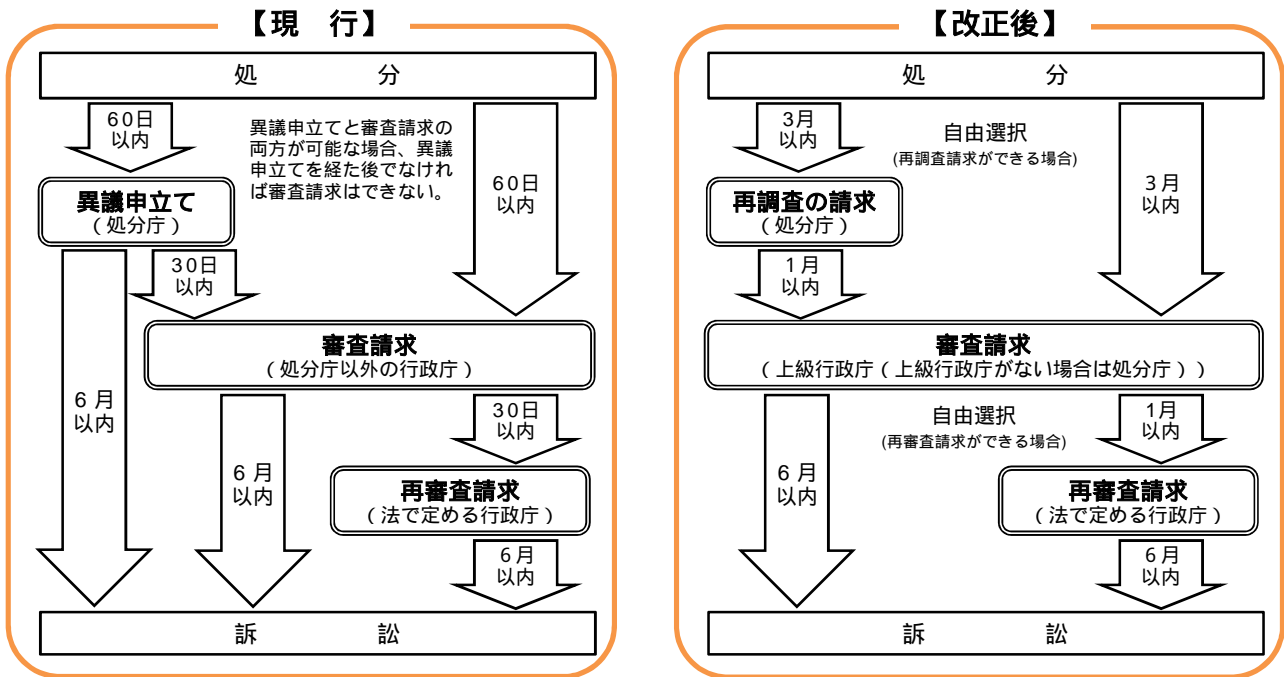 【現　行】
処　分
60日
以内
異議申立てと審査請求の
両方が可能な場合、異議
申立てを経た後でなけれ
ば審査請求はできない。
60日
以内
異議申立て
（処分庁）
30日
以内
審査請求
（処分庁以外の行政庁）
6月
以内
30日
以内
6月
以内
再審査請求
（法で定める行政庁）
6月
以内
訴　訟
【改正後】
処　分
3月
以内
自由選択
(再調査請求ができる場合)
3月
以内
再調査の請求
（処分庁）
1月
以内
審査請求
（上級行政庁（上級行政庁がない場合は処分庁））
自由選択
(再審査請求ができる場合)
1月
以内
6月
以内
再審査請求
（法で定める行政庁）
6月
以内
訴　訟